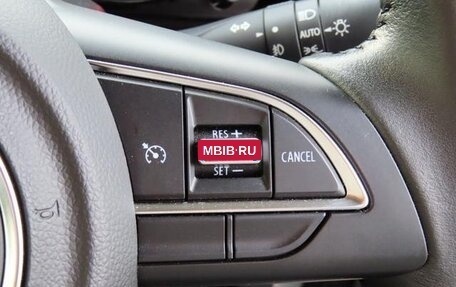 AUTO
RES +
MBIB·RU
SET –
CANCEL